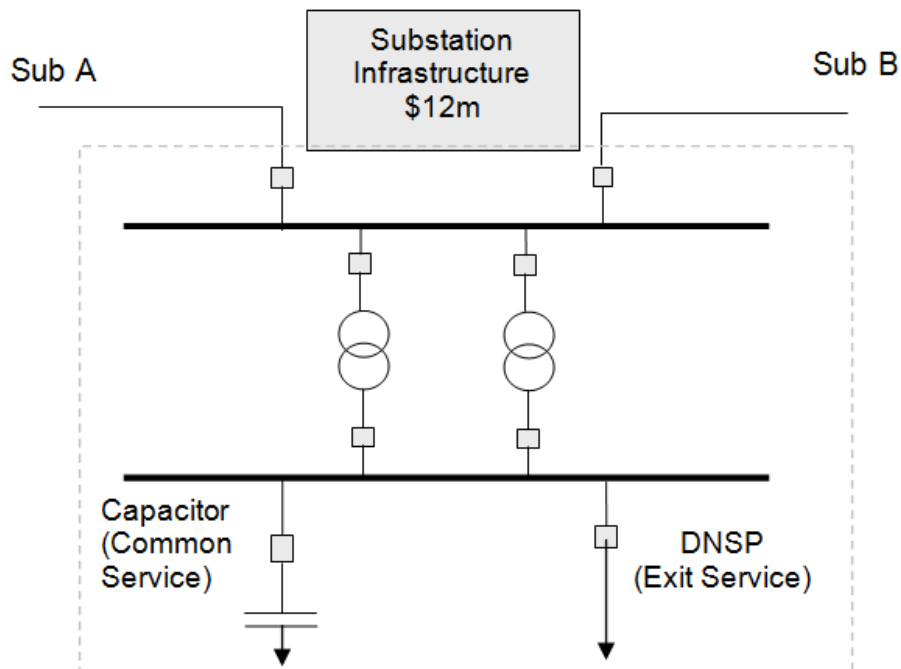 Substation
Infrastructure
$12m
Sub A
Sub B
Capacitor
(Common
Service)
DNSP
(Exit Service)